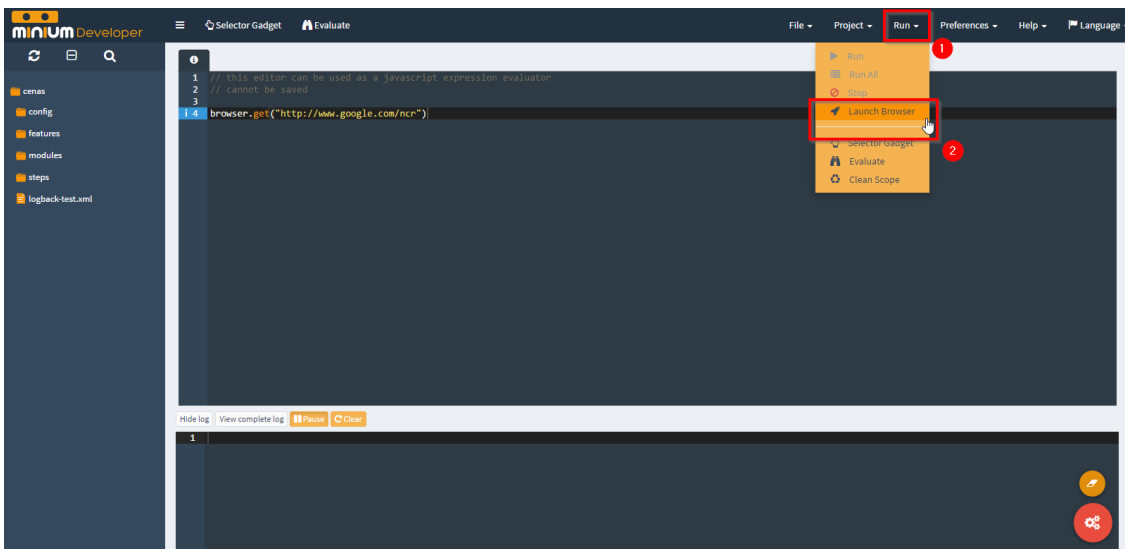 minium Developer
Selector Gadget
Evaluate
File
Project
Run
Preferences
Help
Language
1
cenas
config
features
modules
steps
logback-test.xml
1 // this editor can be used as a javascript expression evaluator
2 // cannot be saved
3
i 4 browser.get("http://www.google.com/ncr")
Run
Run All
Stop
Launch Browser
Selector Gadget
Evaluate
Clean Scope
2
Hide log
View complete log
Pause
Clear
1